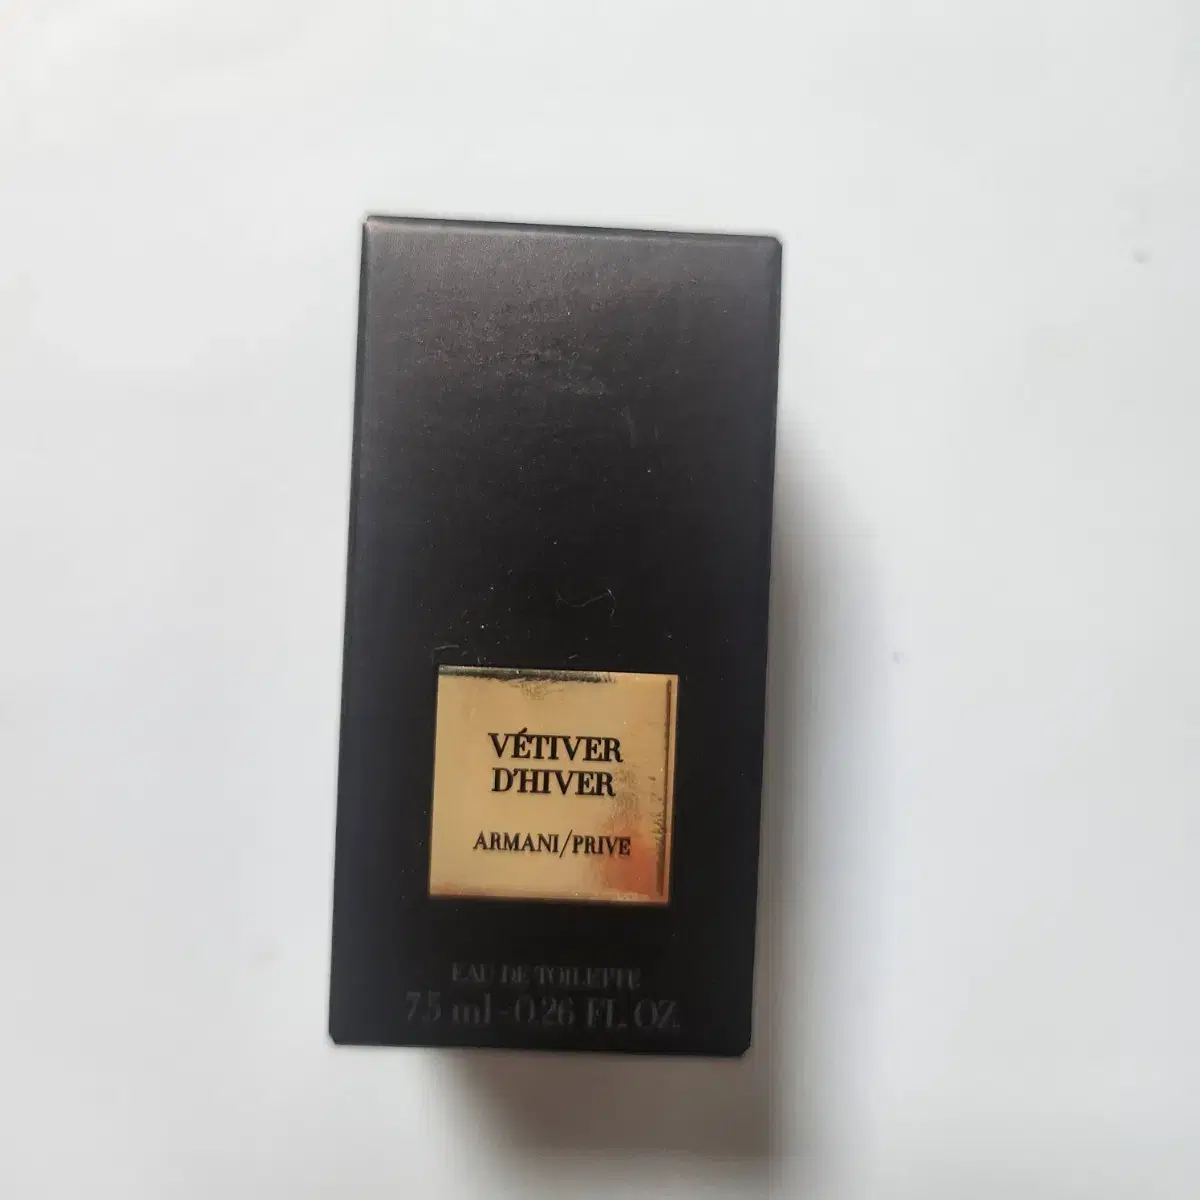 VÉTIVER
D'HIVER
ARMANI/PRIVE
EAU DE TOILETTE
7.5 ml - 0.26 FL. OZ.